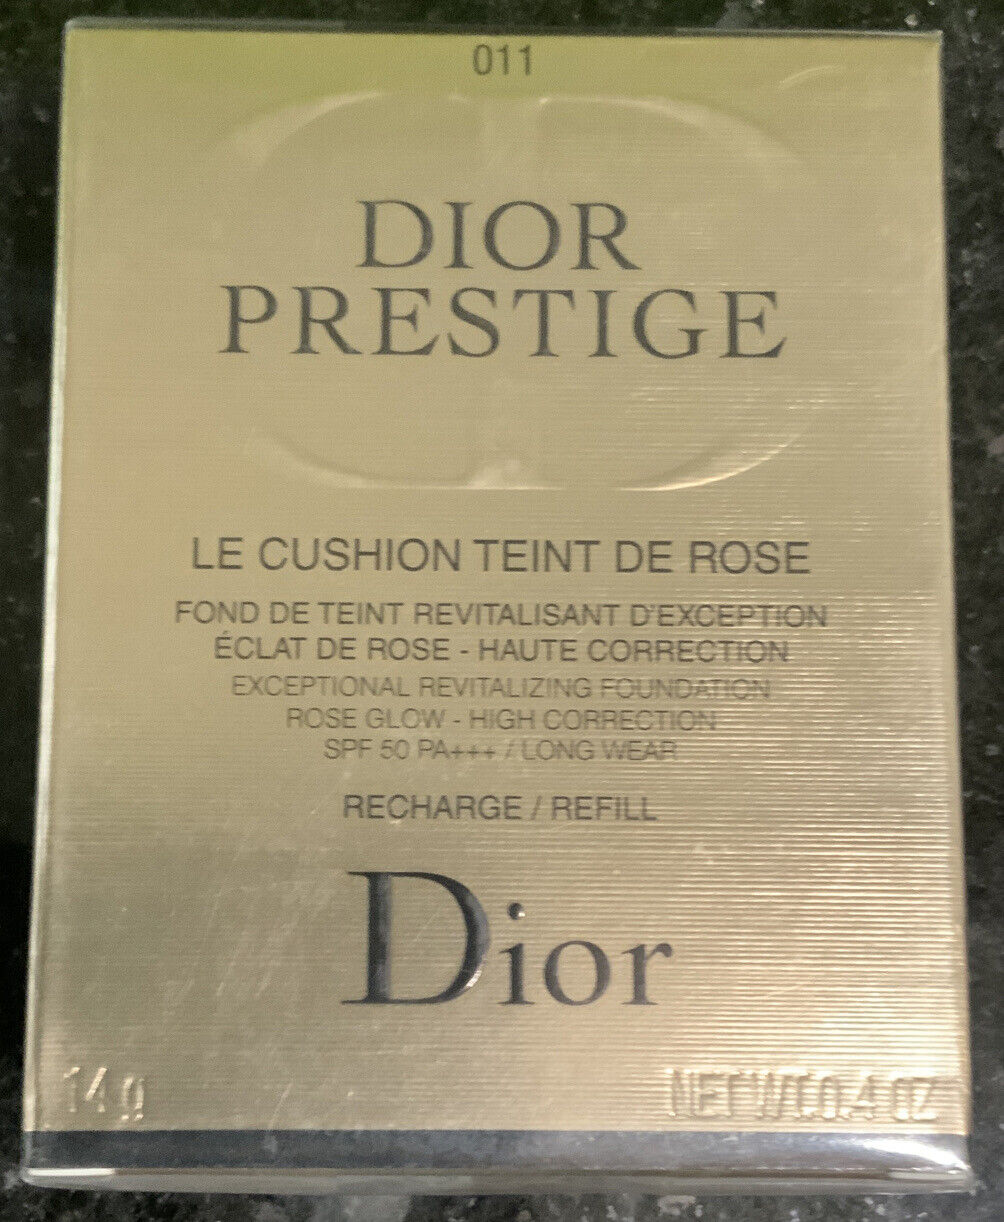 011
DIOR
PRESTIGE
LE CUSHION TEINT DE ROSE
FOND DE TEINT REVITALISANT D'EXCEPTION
ÉCLAT DE ROSE - HAUTE CORRECTION
EXCEPTIONAL REVITALIZING FOUNDATION
ROSE GLOW - HIGH CORRECTION
SPF 50 PA+++ / LONG WEAR
RECHARGE / REFILL
Dior
14 g NET WT.0.4 OZ